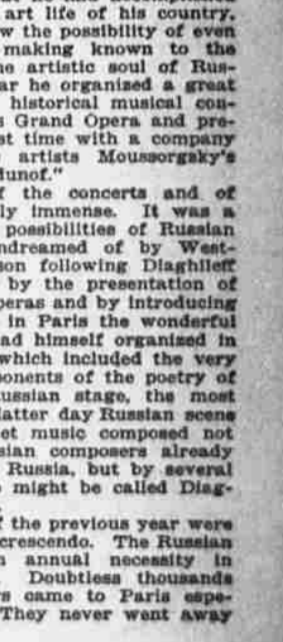 art life of his country.
w the possibility of even
making known to the
ne artistic soul of Rus-
ar he organized a great
historical musical con-
s Grand Opera and pre-
st time with a company
artists Moussorgsky's
unof."
f the concerts and of
ly immense. It was a
possibilities of Russian
ndreamed of by West-
son following Diaghileff
by the presentation of
peras and by introducing
in Paris the wonderful
ad himself organized in
which included the very
ponents of the poetry of
ussian stage, the most
latter day Russian scene
et music composed not
sian composers already
Russia, but by several
might be called Diag-
f the previous year were
crescendo. The Russian
annual necessity in
Doubtless thousands
s came to Paris espe-
They never went away